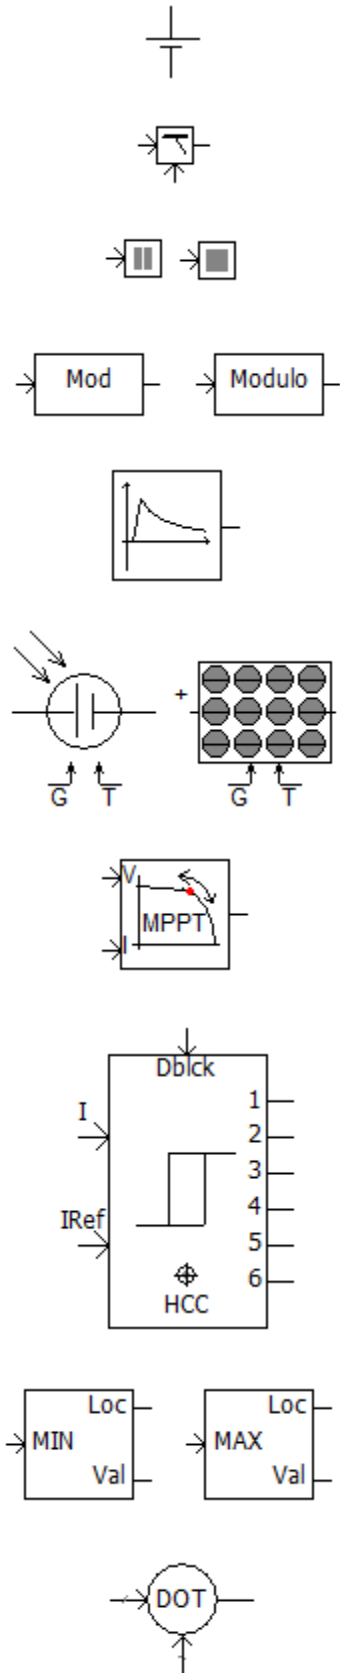 Mod Modulo
+
G T G T
V
MPPT
I
Dblck
1
I 2
3
IRef 4
5
6
HCC
Loc Loc
MIN MAX
Val Val
DOT